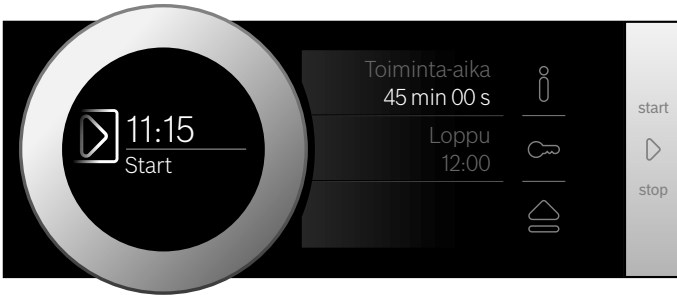 11:15
Start
Toiminta-aika
45 min 00 s
Loppu
12:00
start
stop